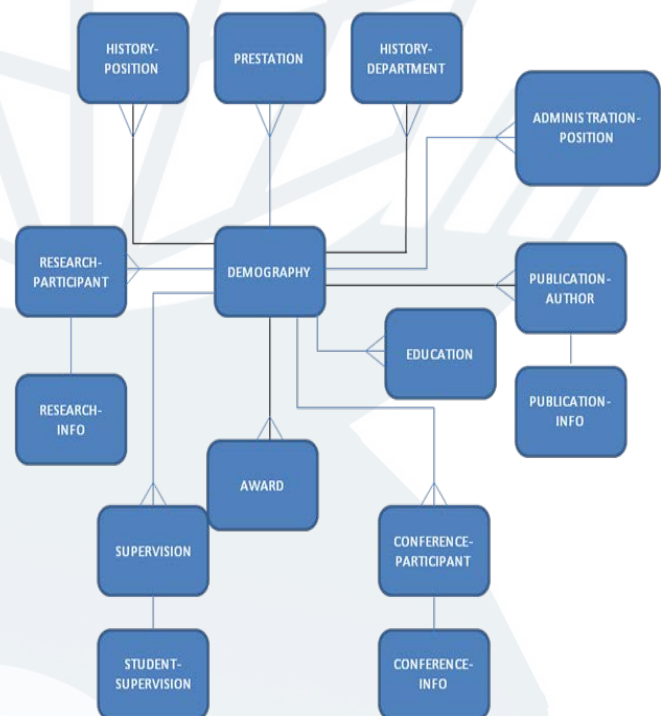 HISTORY-
POSITION
PRESTATION
HISTORY-
DEPARTMENT
ADMINISTRATION-
POSITION
RESEARCH-
PARTICIPANT
DEMOGRAPHY
PUBLICATION-
AUTHOR
EDUCATION
RESEARCH-
INFO
PUBLICATION-
INFO
AWARD
SUPERVISION
CONFERENCE-
PARTICIPANT
STUDENT-
SUPERVISION
CONFERENCE-
INFO